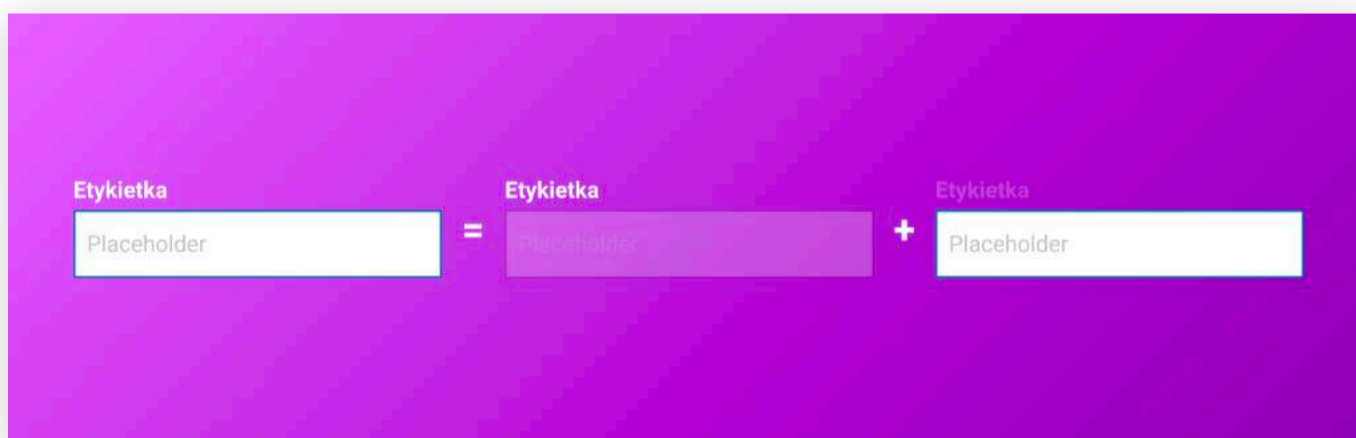 Etykietka
Placeholder
=
Etykietka
Placeholder
+
Etykietka
Placeholder